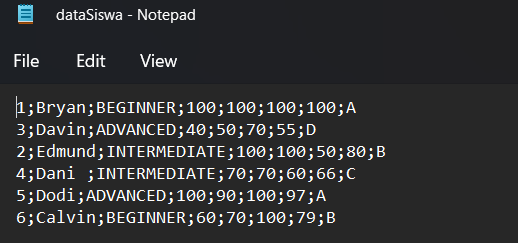 dataSiswa - Notepad
File Edit View
1;Bryan;BEGINNER;100;100;100;100;A
3;Davin;ADVANCED;40;50;70;55;D
2;Edmund;INTERMEDIATE;100;100;50;80;B
4;Dani ;INTERMEDIATE;70;70;60;66;C
5;Dodi;ADVANCED;100;90;100;97;A
6;Calvin;BEGINNER;60;70;100;79;B